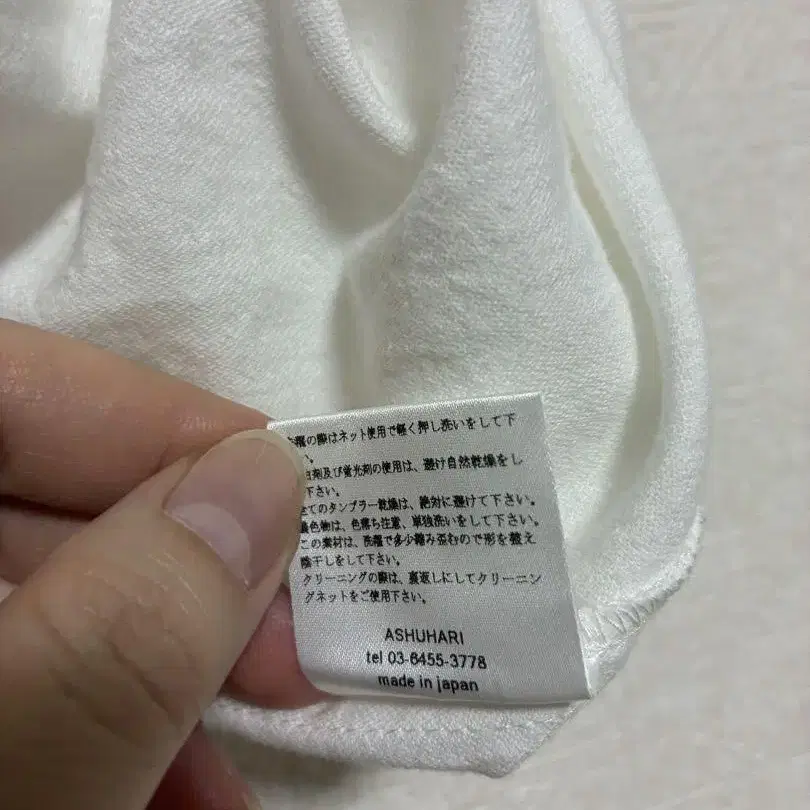 濯の際はネット使用で軽く押し洗いをして下
い。
白剤及び蛍光剤の使用は、避け自然乾燥をし
下さい。
全てのタンブラー乾燥は、絶対に避けて下さい。
濃色物は、色落ち注意、単独洗いをして下さい。
この素材は、洗濯で多少縮み歪むので形を整え
陰干しをして下さい。
クリーニングの際は、裏返しにしてクリーニン
グネットをご使用下さい。
ASHUHARI
tel 03-6455-3778
made in japan